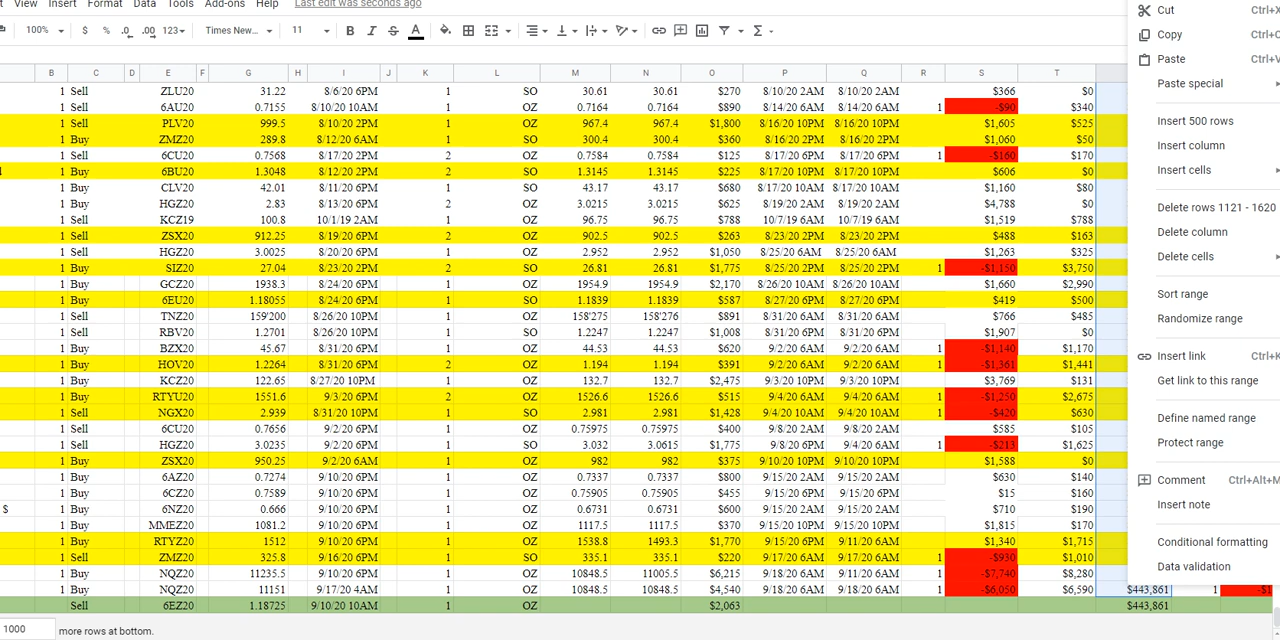 View Insert Format Data Tools Add-ons Help Last edit was seconds ago
100% $ % .0 .00 123 Times New... 11 B I A
B C D E F G H I J K L M N O P Q R S T
1 Sell ZLU20 31.22 8/6/20 6PM 1 SO 30.61 30.61 $270 8/10/20 2AM 8/10/20 2AM $366 $0
1 Sell 6AU20 0.7155 8/10/20 10AM 1 OZ 0.7164 0.7164 $890 8/14/20 6AM 8/14/20 6AM 1 -$90 $340
1 Sell PLV20 999.5 8/10/20 2PM 1 OZ 967.4 967.4 $1,800 8/16/20 10PM 8/16/20 10PM $1,605 $525
1 Buy ZMZ20 289.8 8/12/20 6AM 1 SO 300.4 300.4 $360 8/16/20 2PM 8/16/20 2PM $1,060 $50
1 Sell 6CU20 0.7568 8/17/20 2PM 2 OZ 0.7584 0.7584 $125 8/17/20 6PM 8/17/20 6PM 1 -$160 $170
1 Buy 6BU20 1.3048 8/12/20 2PM 2 SO 1.3145 1.3145 $225 8/17/20 10PM 8/17/20 10PM $606 $0
1 Buy CLV20 42.01 8/11/20 6PM 1 SO 43.17 43.17 $680 8/17/20 10AM 8/17/20 10AM $1,160 $80
1 Buy HGZ20 2.83 8/13/20 6PM 2 OZ 3.0215 3.0215 $625 8/19/20 2AM 8/19/20 2AM $4,788 $0
1 Sell KCZ19 100.8 10/1/19 2AM 1 OZ 96.75 96.75 $788 10/7/19 6AM 10/7/19 6AM $1,519 $788
1 Sell ZSX20 912.25 8/19/20 6PM 2 OZ 902.5 902.5 $263 8/23/20 2PM 8/23/20 2PM $488 $163
1 Sell HGZ20 3.0025 8/20/20 6PM 1 OZ 2.952 2.952 $1,050 8/25/20 6AM 8/25/20 6AM $1,263 $325
1 Buy SIZ20 27.04 8/23/20 2PM 2 SO 26.81 26.81 $1,775 8/25/20 2PM 8/25/20 2PM 1 -$1,150 $3,750
1 Buy GCZ20 1938.3 8/24/20 6PM 1 OZ 1954.9 1954.9 $2,170 8/26/20 10AM 8/26/20 10AM $1,660 $2,990
1 Buy 6EU20 1.18055 8/24/20 6PM 1 SO 1.1839 1.1839 $587 8/27/20 6PM 8/27/20 6PM $419 $500
1 Sell TNZ20 159'200 8/26/20 10PM 1 OZ 158'275 158'275 $891 8/31/20 6AM 8/31/20 6AM $766 $485
1 Sell RBV20 1.2701 8/26/20 10PM 1 SO 1.2247 1.2247 $1,008 8/31/20 6PM 8/31/20 6PM $1,907 $0
1 Buy BZX20 45.67 8/31/20 6PM 1 OZ 44.53 44.53 $620 9/2/20 6AM 9/2/20 6AM 1 -$1,140 $1,170
1 Buy HOV20 1.2264 8/31/20 6PM 2 OZ 1.194 1.194 $391 9/2/20 6AM 9/2/20 6AM 1 -$1,361 $1,441
1 Buy KCZ20 122.65 8/27/20 10PM 1 OZ 132.7 132.7 $2,475 9/3/20 10PM 9/3/20 10PM $3,769 $131
1 Buy RTYU20 1551.6 9/3/20 6PM 2 OZ 1526.6 1526.6 $515 9/4/20 6AM 9/4/20 6AM 1 -$1,250 $2,675
1 Sell NGX20 2.939 8/31/20 10PM 1 OZ 2.981 2.981 $1,428 9/4/20 10AM 9/4/20 10AM 1 -$420 $630
1 Sell 6CU20 0.7656 9/2/20 6PM 1 OZ 0.75975 0.75975 $400 9/8/20 2AM 9/8/20 2AM $585 $105
1 Sell HGZ20 3.0235 9/2/20 6PM 1 SO 3.032 3.0615 $1,775 9/8/20 6PM 9/4/20 6AM 1 -$213 $1,625
1 Buy ZSX20 950.25 9/2/20 6AM 1 OZ 982 982 $375 9/10/20 10PM 9/10/20 10PM $1,588 $0
1 Buy 6AZ20 0.7274 9/10/20 6PM 1 OZ 0.7337 0.7337 $800 9/15/20 2AM 9/15/20 2AM $630 $140
1 Buy 6CZ20 0.7589 9/10/20 6PM 1 OZ 0.75905 0.75905 $455 9/15/20 6PM 9/15/20 6PM $15 $160
$ 1 Buy 6NZ20 0.666 9/10/20 6PM 1 OZ 0.6731 0.6731 $600 9/15/20 2AM 9/15/20 2AM $710 $190
1 Buy MMEZ20 1081.2 9/10/20 6PM 1 OZ 1117.5 1117.5 $370 9/15/20 10PM 9/15/20 10PM $1,815 $170
1 Buy RTYZ20 1512 9/10/20 6PM 1 OZ 1538.8 1493.3 $1,770 9/15/20 6PM 9/11/20 6AM $1,340 $1,715
1 Sell ZMZ20 325.8 9/16/20 6PM 1 SO 335.1 335.1 $220 9/17/20 6AM 9/17/20 6AM 1 -$930 $1,010
1 Buy NQZ20 11235.5 9/10/20 6PM 1 OZ 10848.5 11005.5 $6,215 9/18/20 6AM 9/11/20 6AM 1 -$7,740 $8,280
1 Buy NQZ20 11151 9/17/20 4AM 1 OZ 10848.5 10848.5 $4,540 9/18/20 6AM 9/18/20 6AM 1 -$6,050 $6,590 $443,861 1 -$1
Sell 6EZ20 1.18725 9/10/20 10AM 1 OZ $2,063 $443,861
1000 more rows at bottom.
Cut Ctrl+X
Copy Ctrl+C
Paste Ctrl+V
Paste special
Insert 500 rows
Insert column
Insert cells
Delete rows 1121 - 1620
Delete column
Delete cells
Sort range
Randomize range
Insert link Ctrl+K
Get link to this range
Define named range
Protect range
Comment Ctrl+Alt+M
Insert note
Conditional formatting
Data validation